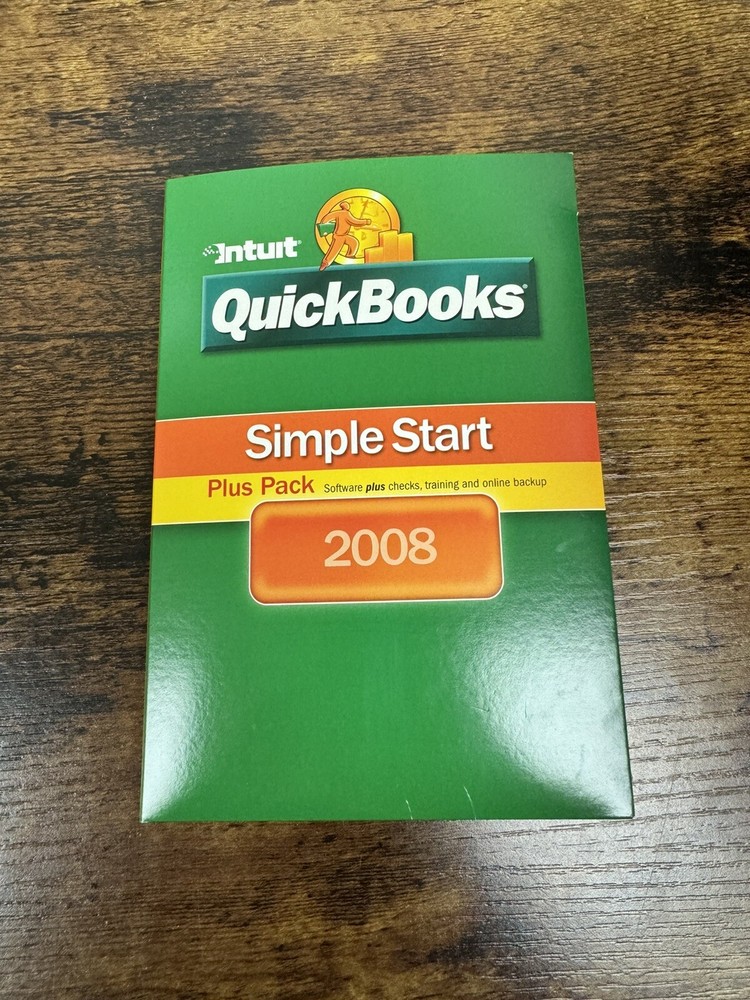 Intuit®
QuickBooks®
Simple Start
Plus Pack Software plus checks, training and online backup
2008